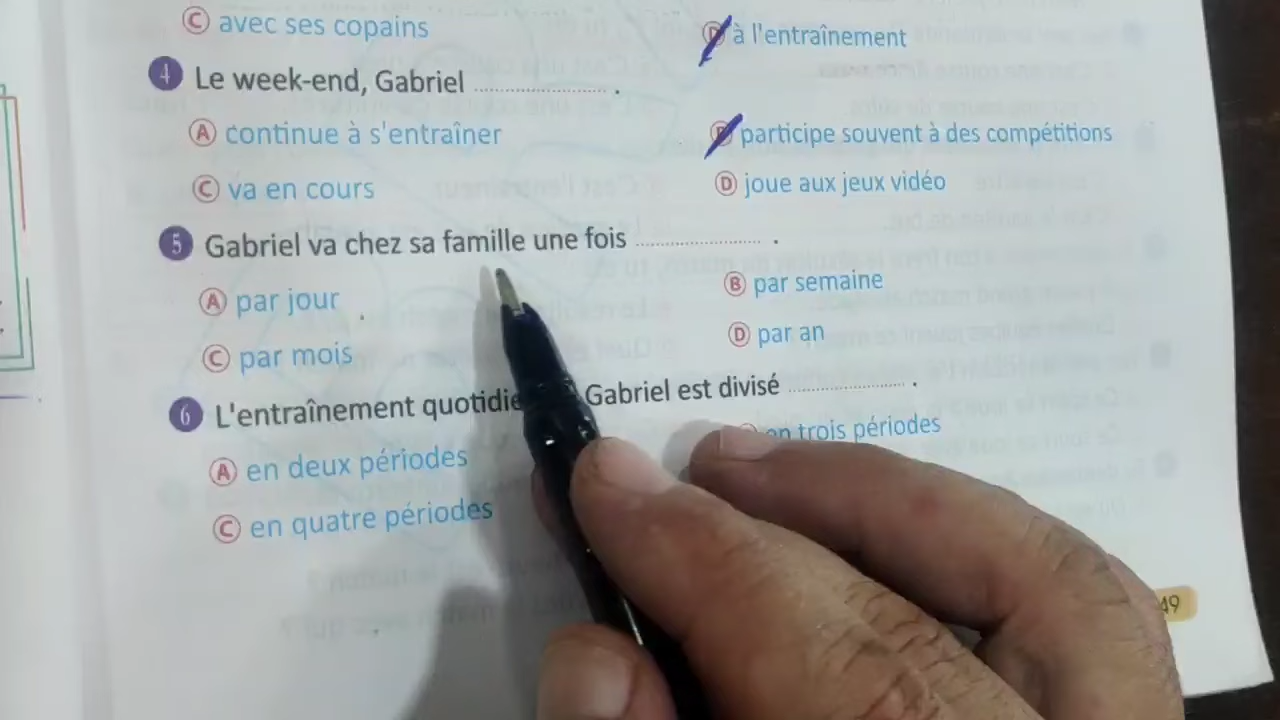 C avec ses copains
à l'entraînement
4 Le week-end, Gabriel .................... .
A continue à s'entraîner
participe souvent à des compétitions
C va en cours
D joue aux jeux vidéo
5 Gabriel va chez sa famille une fois .................... .
A par jour
B par semaine
C par mois
D par an
6 L'entraînement Gabriel est divisé .................... .
en trois périodes
A en deux périodes
C en quatre périodes
49